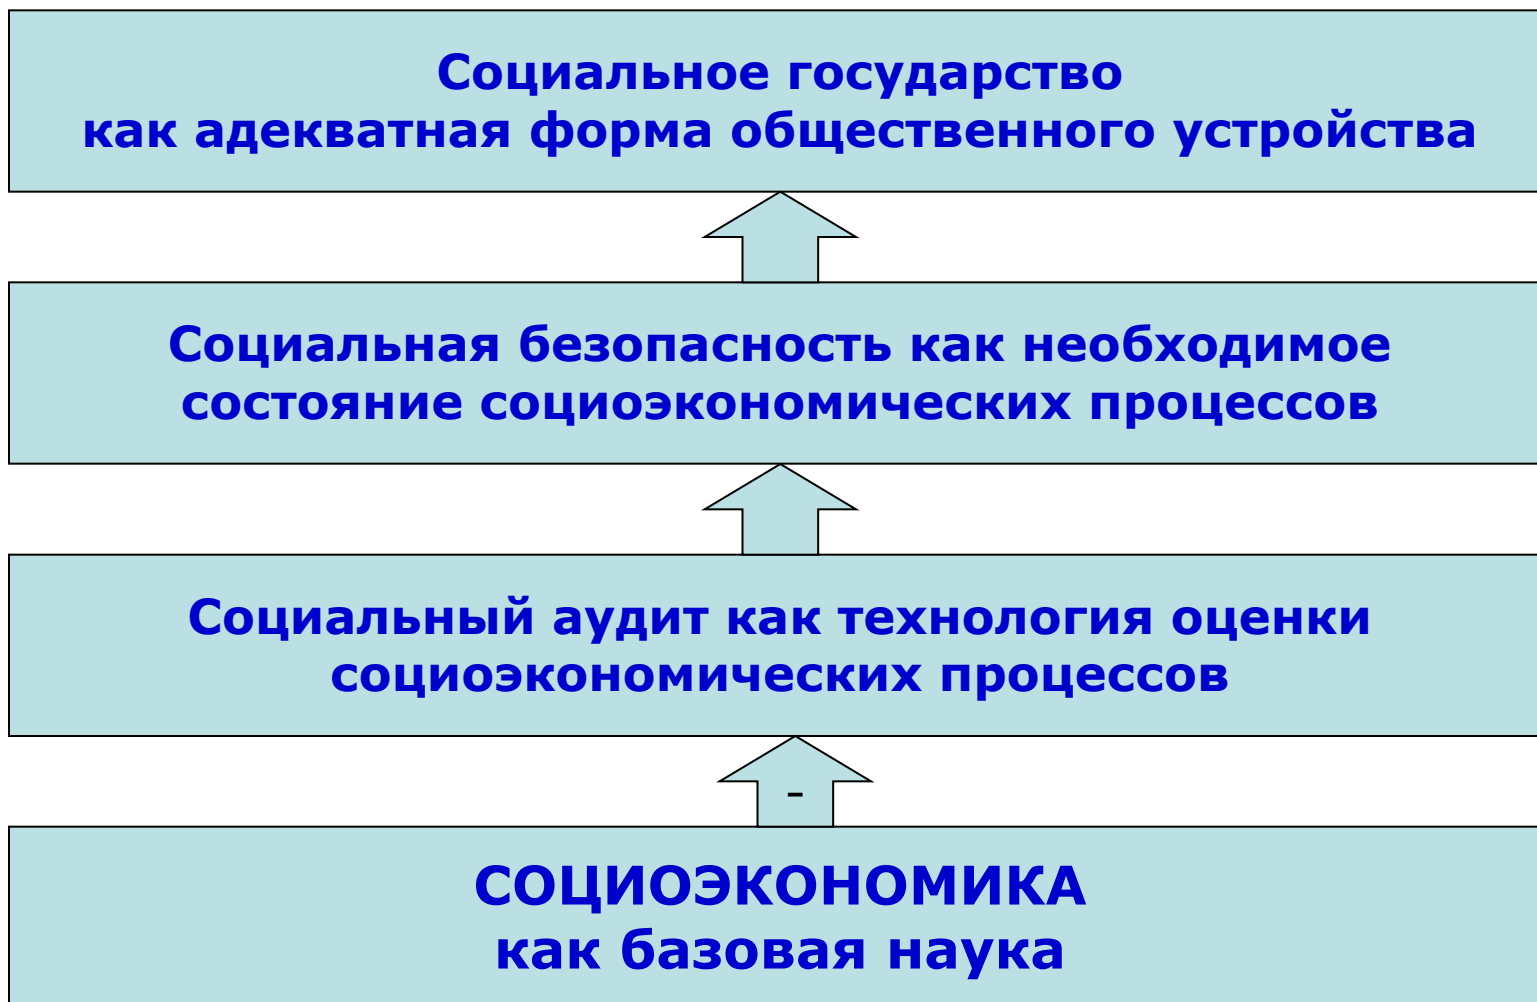 Социальное государство
как адекватная форма общественного устройства
Социальная безопасность как необходимое
состояние социоэкономических процессов
Социальный аудит как технология оценки
социоэкономических процессов
-
СОЦИОЭКОНОМИКА
как базовая наука